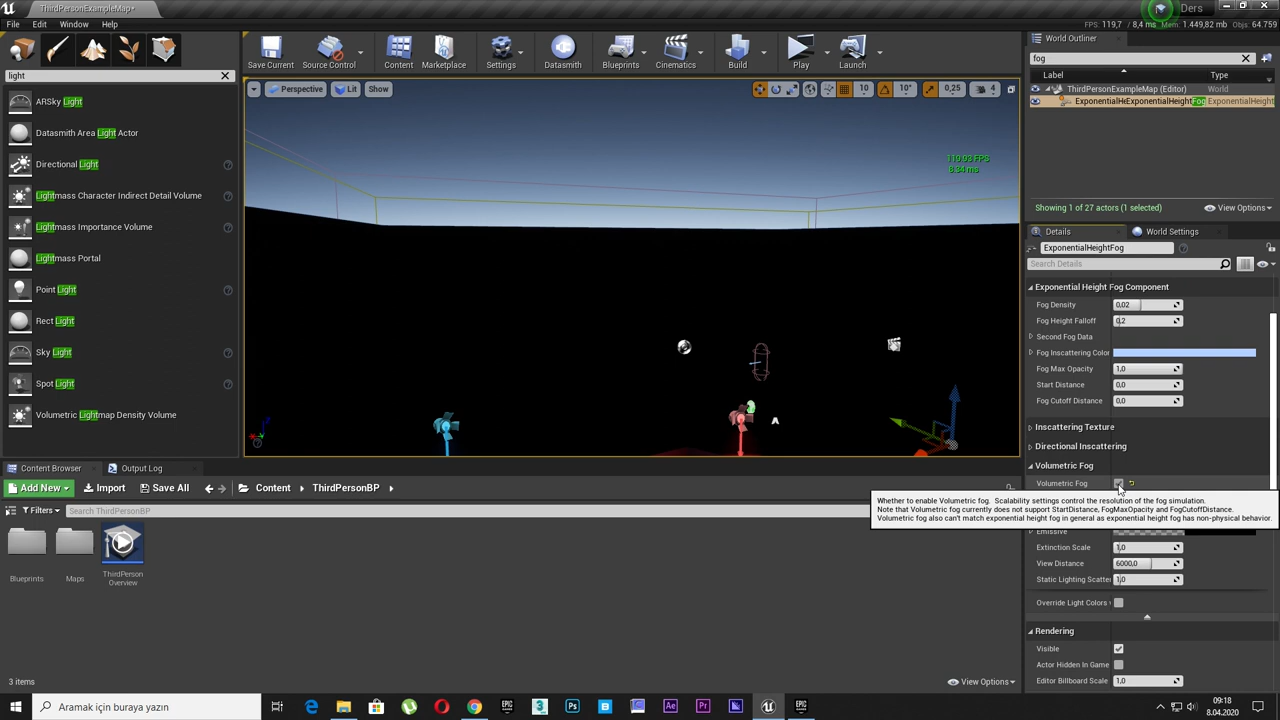 ThirdPersonExampleMap*
Ders
File Edit Window Help
FPS: 119,7 / 8,4 ms Mem: 1.449,82 mb Objs: 64.759
light
ARSky Light
Datasmith Area Light Actor
Directional Light
Lightmass Character Indirect Detail Volume
Lightmass Importance Volume
Lightmass Portal
Point Light
Rect Light
Sky Light
Spot Light
Volumetric Lightmap Density Volume
Save Current
Source Control
Content
Marketplace
Settings
Datasmith
Blueprints
Cinematics
Build
Play
Launch
Perspective
Lit
Show
10
10°
0,25
4
119.93 FPS
8.34 ms
World Outliner
fog
Label Type
ThirdPersonExampleMap (Editor) World
ExponentialHeightFog ExponentialHeight
Showing 1 of 27 actors (1 selected)
View Options
Details
World Settings
ExponentialHeightFog
Search Details
Exponential Height Fog Component
Fog Density 0,02
Fog Height Falloff 0,2
Second Fog Data
Fog Inscattering Color
Fog Max Opacity 1,0
Start Distance 0,0
Fog Cutoff Distance 0,0
Inscattering Texture
Directional Inscattering
Volumetric Fog
Volumetric Fog
Whether to enable Volumetric fog. Scalability settings control the resolution of the fog simulation.
Note that Volumetric fog currently does not support StartDistance, FogMaxOpacity and FogCutoffDistance.
Volumetric fog also can't match exponential height fog in general as exponential height fog has non-physical behavior.
Emissive
Extinction Scale 1,0
View Distance 6000,0
Static Lighting Scatter 1,0
Override Light Colors
Rendering
Visible
Actor Hidden In Game
Editor Billboard Scale 1,0
Content Browser
Output Log
Add New
Import
Save All
Content
ThirdPersonBP
Filters
Search ThirdPersonBP
Blueprints
Maps
ThirdPerson
Overview
3 items
View Options
Aramak için buraya yazın
09:18
8.04.2020